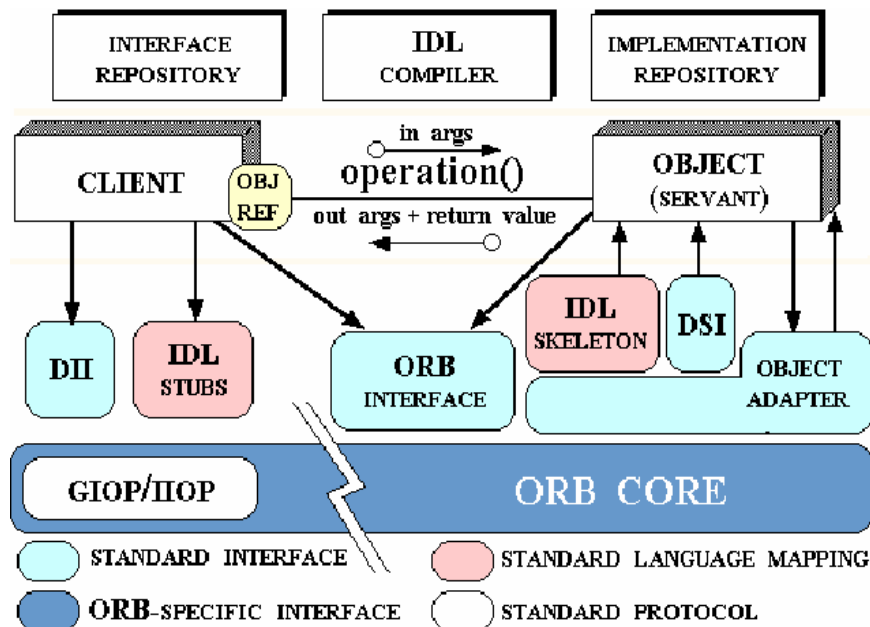 INTERFACE
REPOSITORY
IDL
COMPILER
IMPLEMENTATION
REPOSITORY
CLIENT
OBJ
REF
in args
operation()
out args + return value
OBJECT
(SERVANT)
DII
IDL
STUBS
ORB
INTERFACE
IDL
SKELETON
DSI
OBJECT
ADAPTER
GIOP/IIOP
ORB CORE
STANDARD INTERFACE
STANDARD LANGUAGE MAPPING
ORB-SPECIFIC INTERFACE
STANDARD PROTOCOL